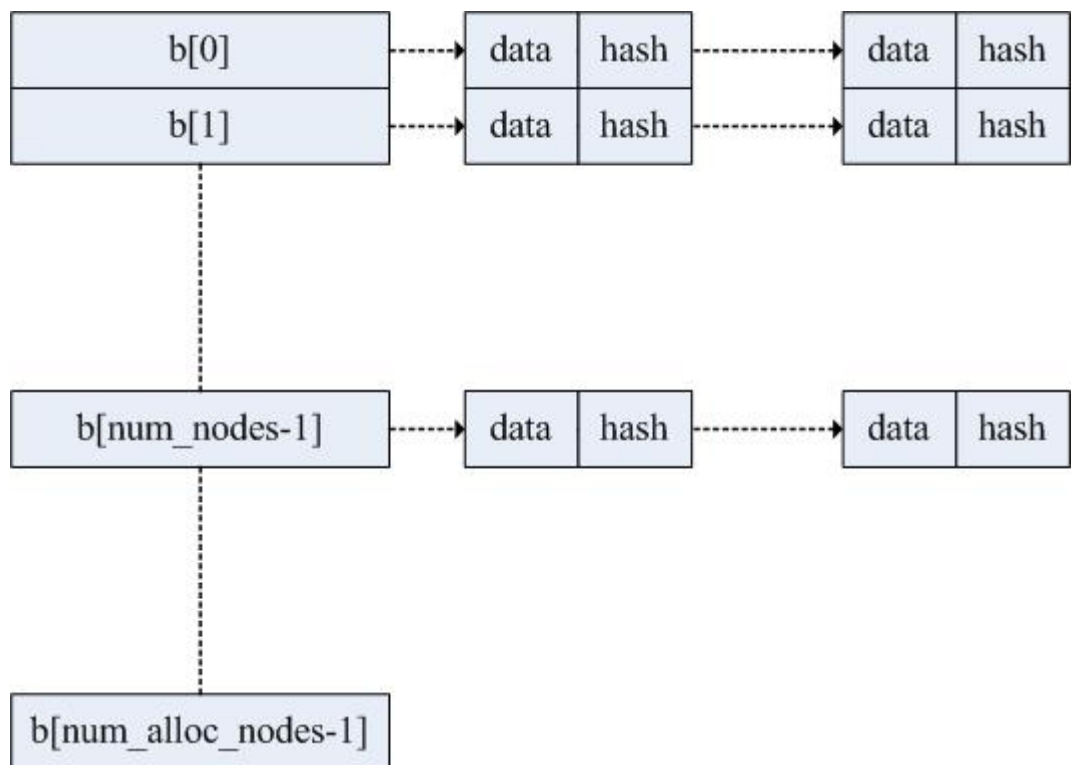 b[0] data hash data hash
b[1] data hash data hash
b[num_nodes-1] data hash data hash
b[num_alloc_nodes-1]